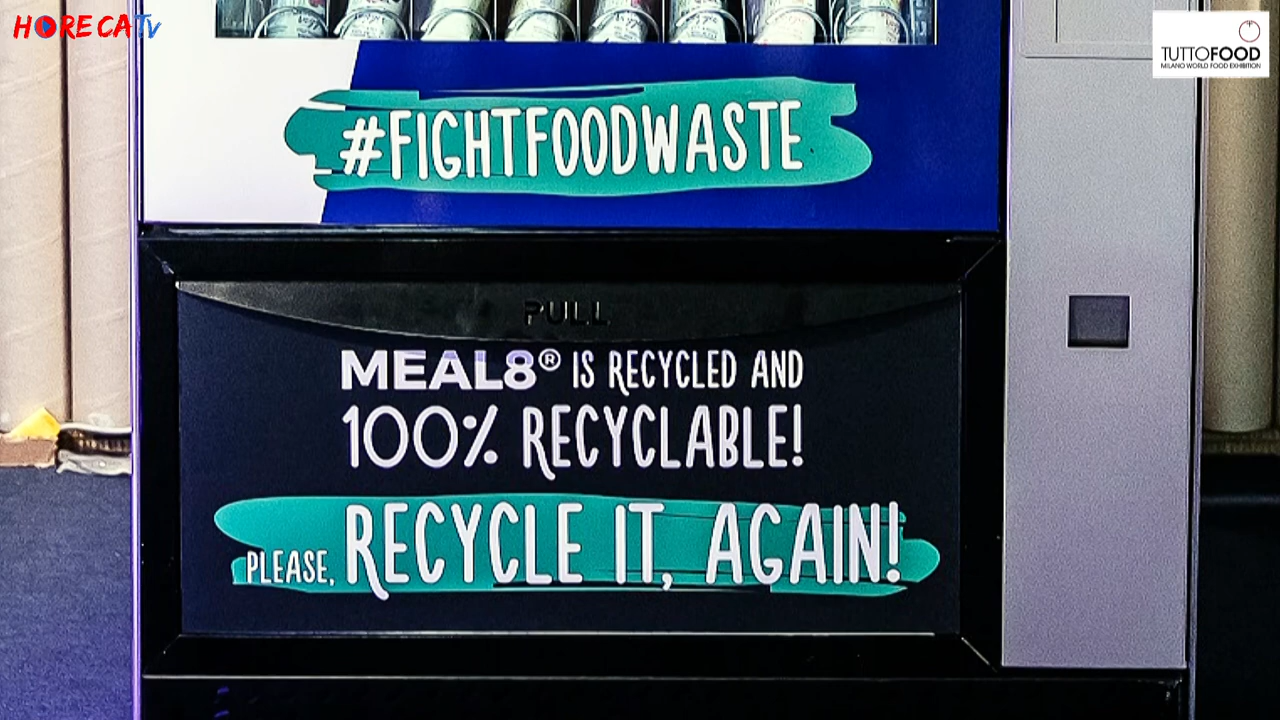 HORECATv
TUTTOFOOD
MILANO WORLD FOOD EXHIBITION
#FIGHTFOODWASTE
PULL
MEAL8® IS RECYCLED AND
100% RECYCLABLE!
PLEASE, RECYCLE IT, AGAIN!